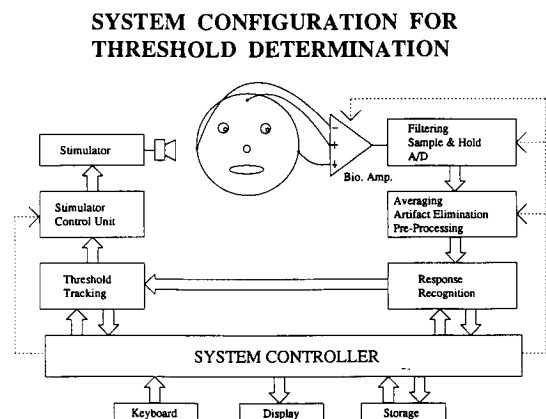 SYSTEM CONFIGURATION FOR
THRESHOLD DETERMINATION
Stimulator
Bio. Amp.
Filtering
Sample & Hold
A/D
Stimulator
Control Unit
Averaging
Artifact Elimination
Pre-Processing
Threshold
Tracking
Response
Recognition
SYSTEM CONTROLLER
Keyboard
Display
Storage